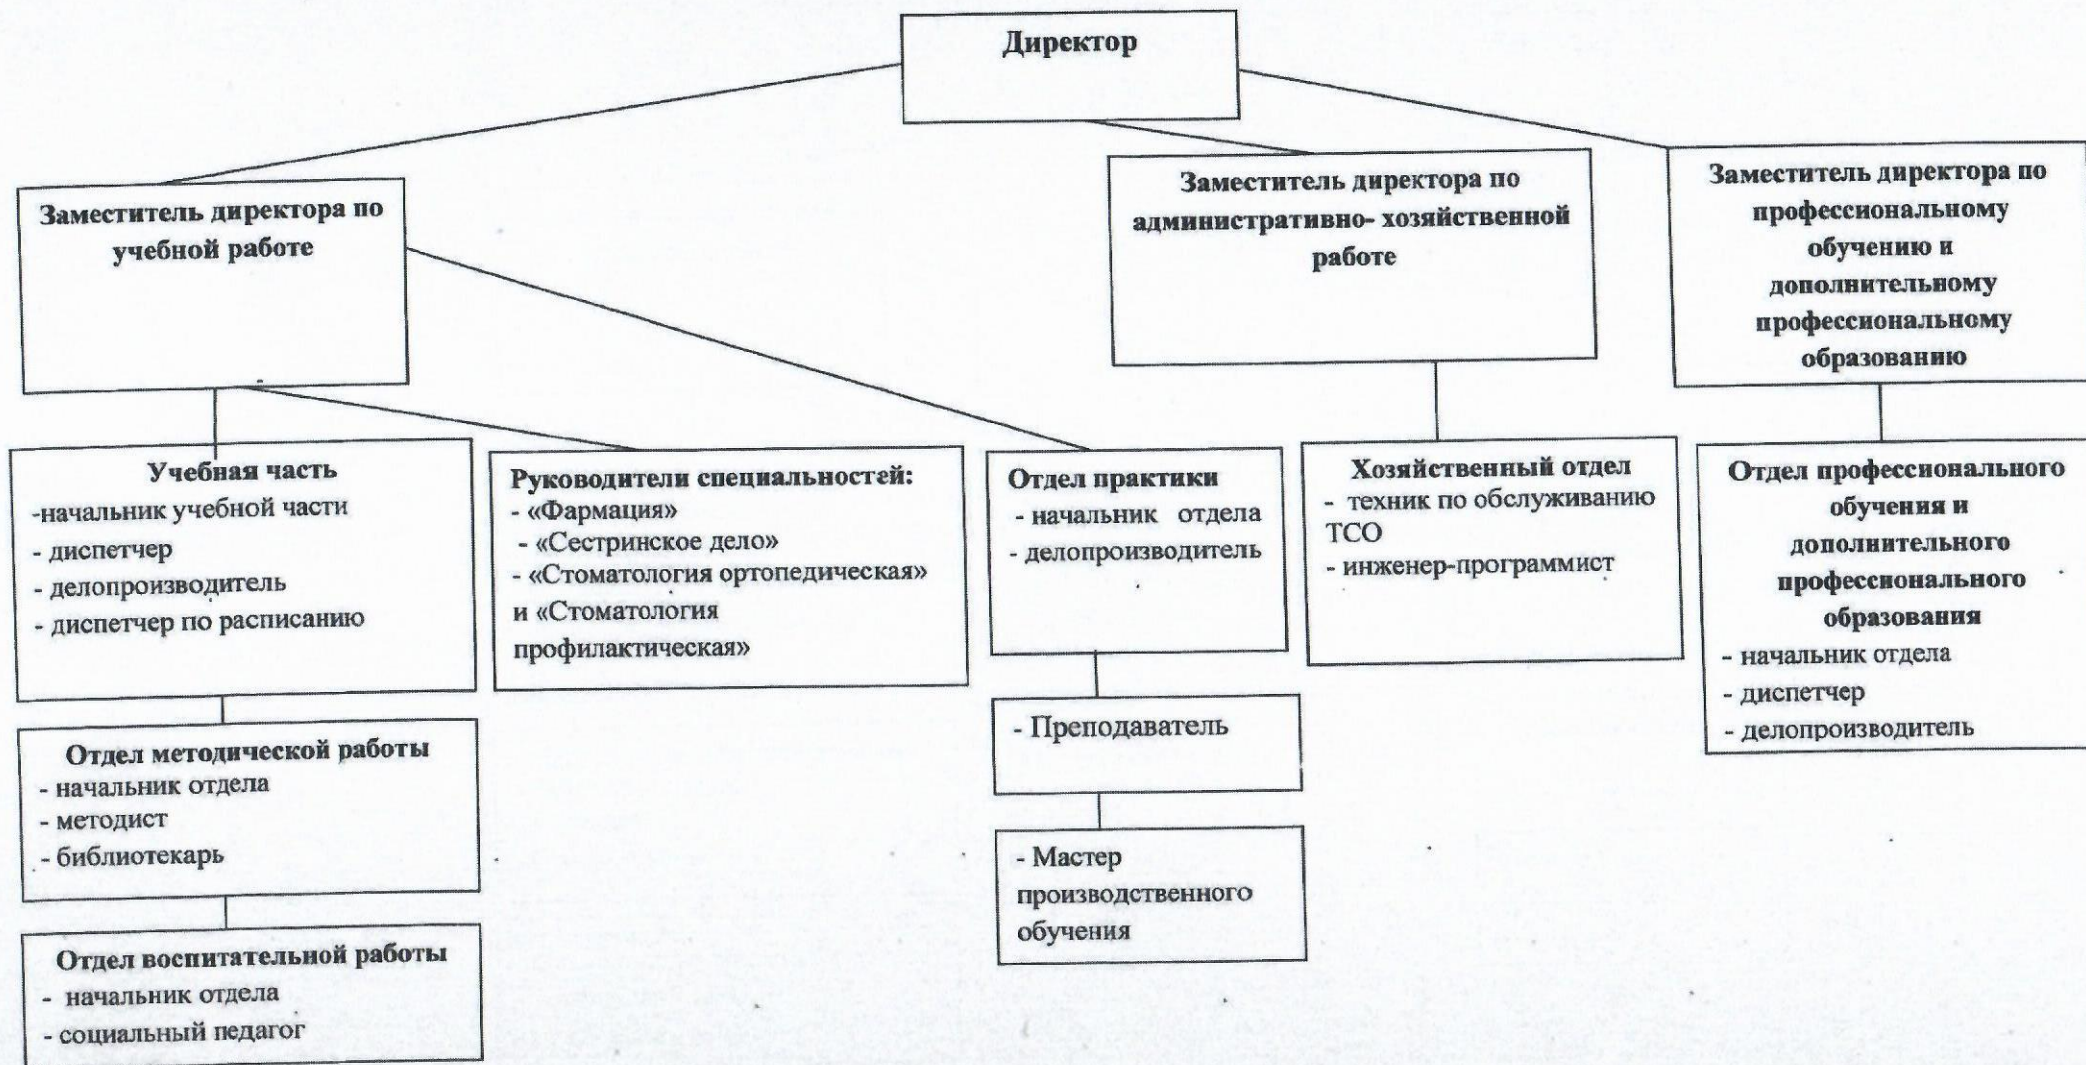 Директор
Заместитель директора по
учебной работе
Заместитель директора по
административно- хозяйственной
работе
Заместитель директора по
профессиональному
обучению и
дополнительному
профессиональному
образованию
Учебная часть
-начальник учебной части
- диспетчер
- делопроизводитель
- диспетчер по расписанию
Руководители специальностей:
- «Фармация»
- «Сестринское дело»
- «Стоматология ортопедическая»
и «Стоматология
профилактическая»
Отдел практики
- начальник отдела
- делопроизводитель
Хозяйственный отдел
- техник по обслуживанию
ТСО
- инженер-программист
Отдел профессионального
обучения и
дополнительного
профессионального
образования
- начальник отдела
- диспетчер
- делопроизводитель
Отдел методической работы
- начальник отдела
- методист
- библиотекарь
- Преподаватель
- Мастер
производственного
обучения
Отдел воспитательной работы
- начальник отдела
- социальный педагог